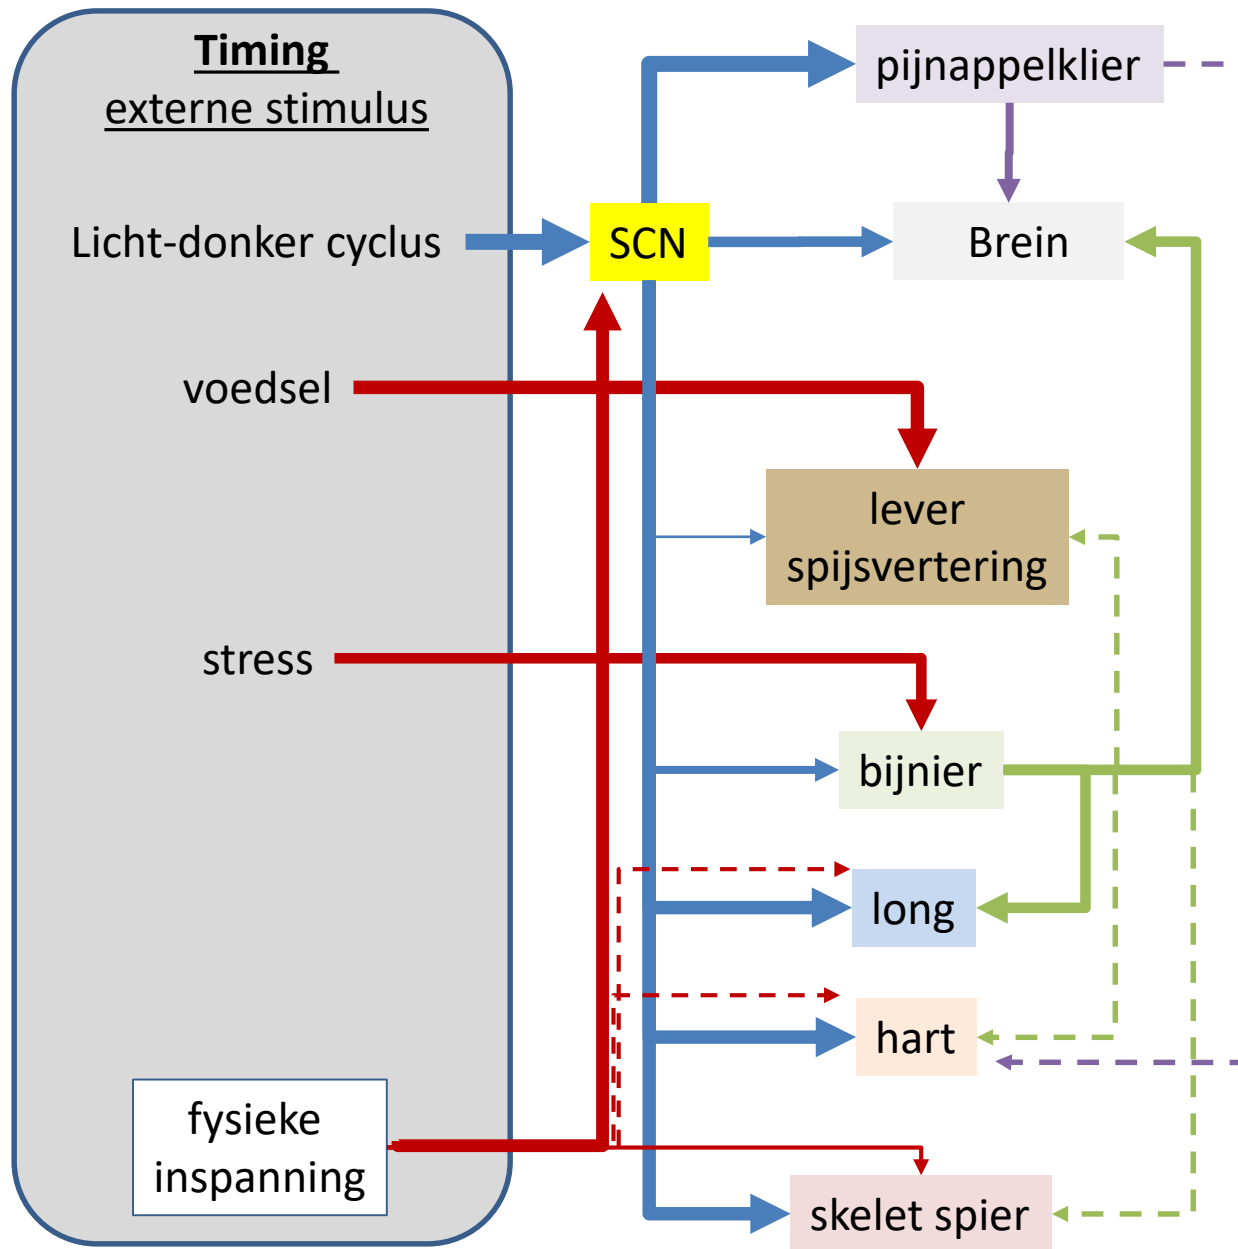 Timing
externe stimulus
pijnappelklier
Licht-donker cyclus
SCN
Brein
voedsel
lever
spijsvertering
stress
bijnier
long
hart
fysieke
inspanning
skelet spier